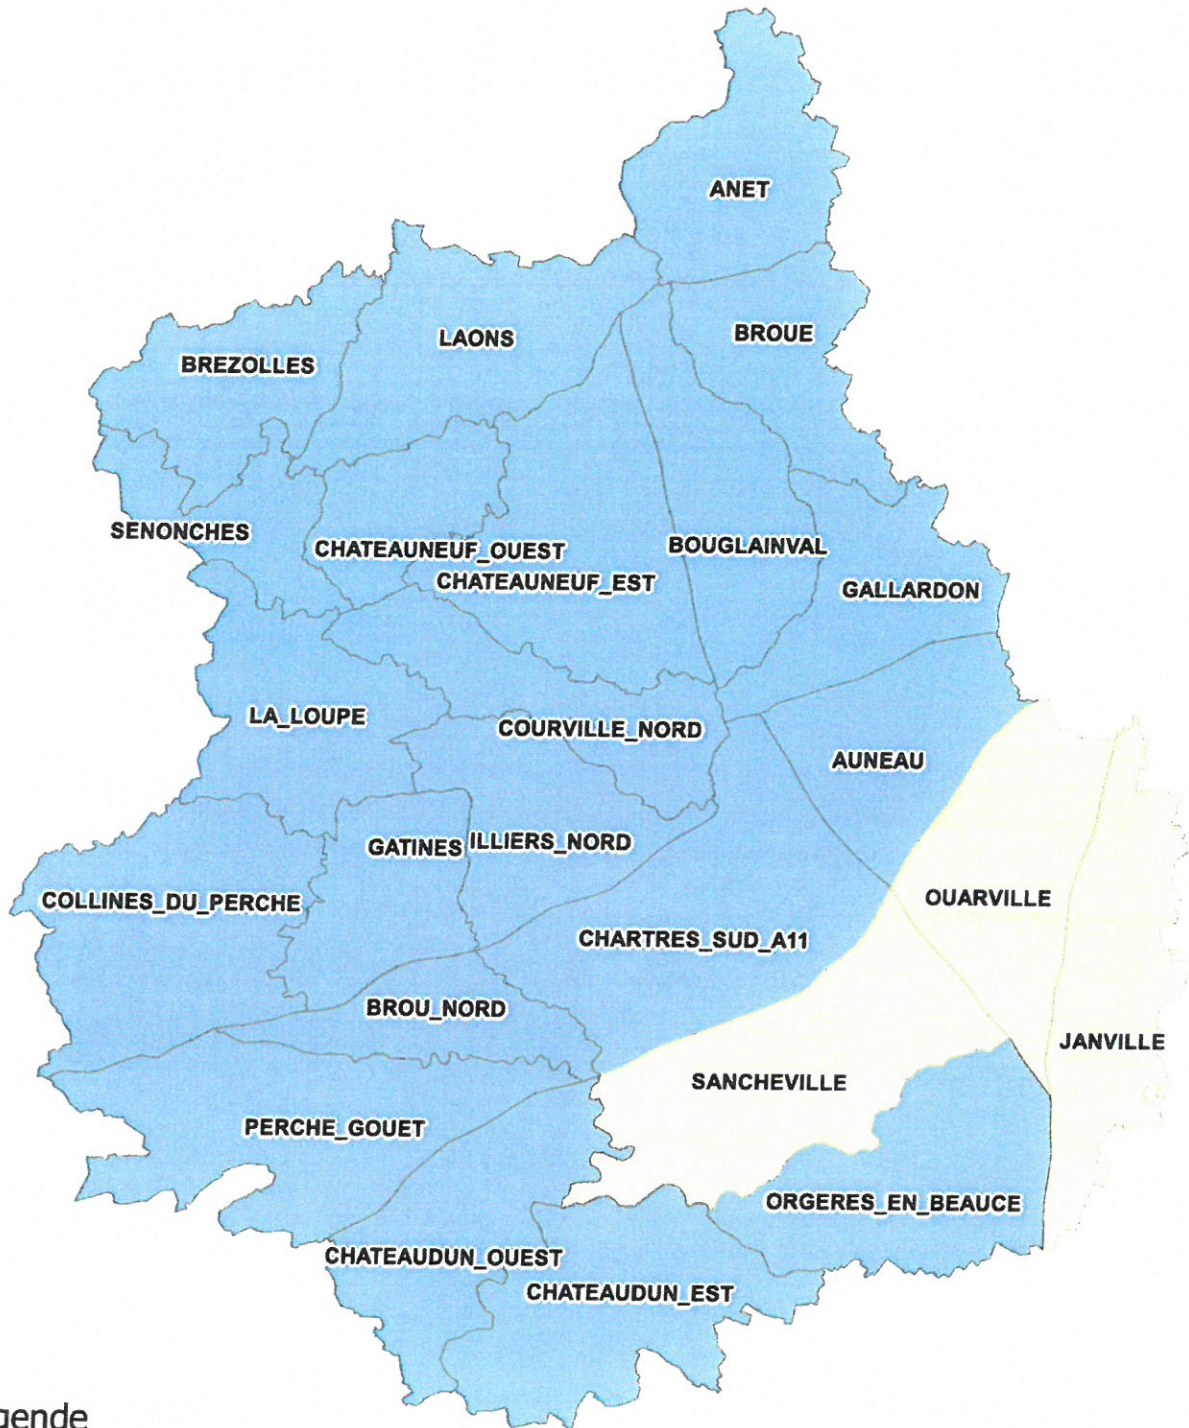 ANET
BROUE
LAONS
BREZOLLES
SENONCHES
CHATEAUNEUF_OUEST
BOUGLAINVAL
CHATEAUNEUF_EST
GALLARDON
LA_LOUPE
COURVILLE_NORD
AUNEAU
GATINES
ILLIERS_NORD
COLLINES_DU_PERCHE
OUARVILLE
CHARTRES_SUD_A11
BROU_NORD
JANVILLE
SANCHEVILLE
PERCHE_GOUET
ORGERES_EN_BEAUCE
CHATEAUDUN_OUEST
CHATEAUDUN_EST
gende